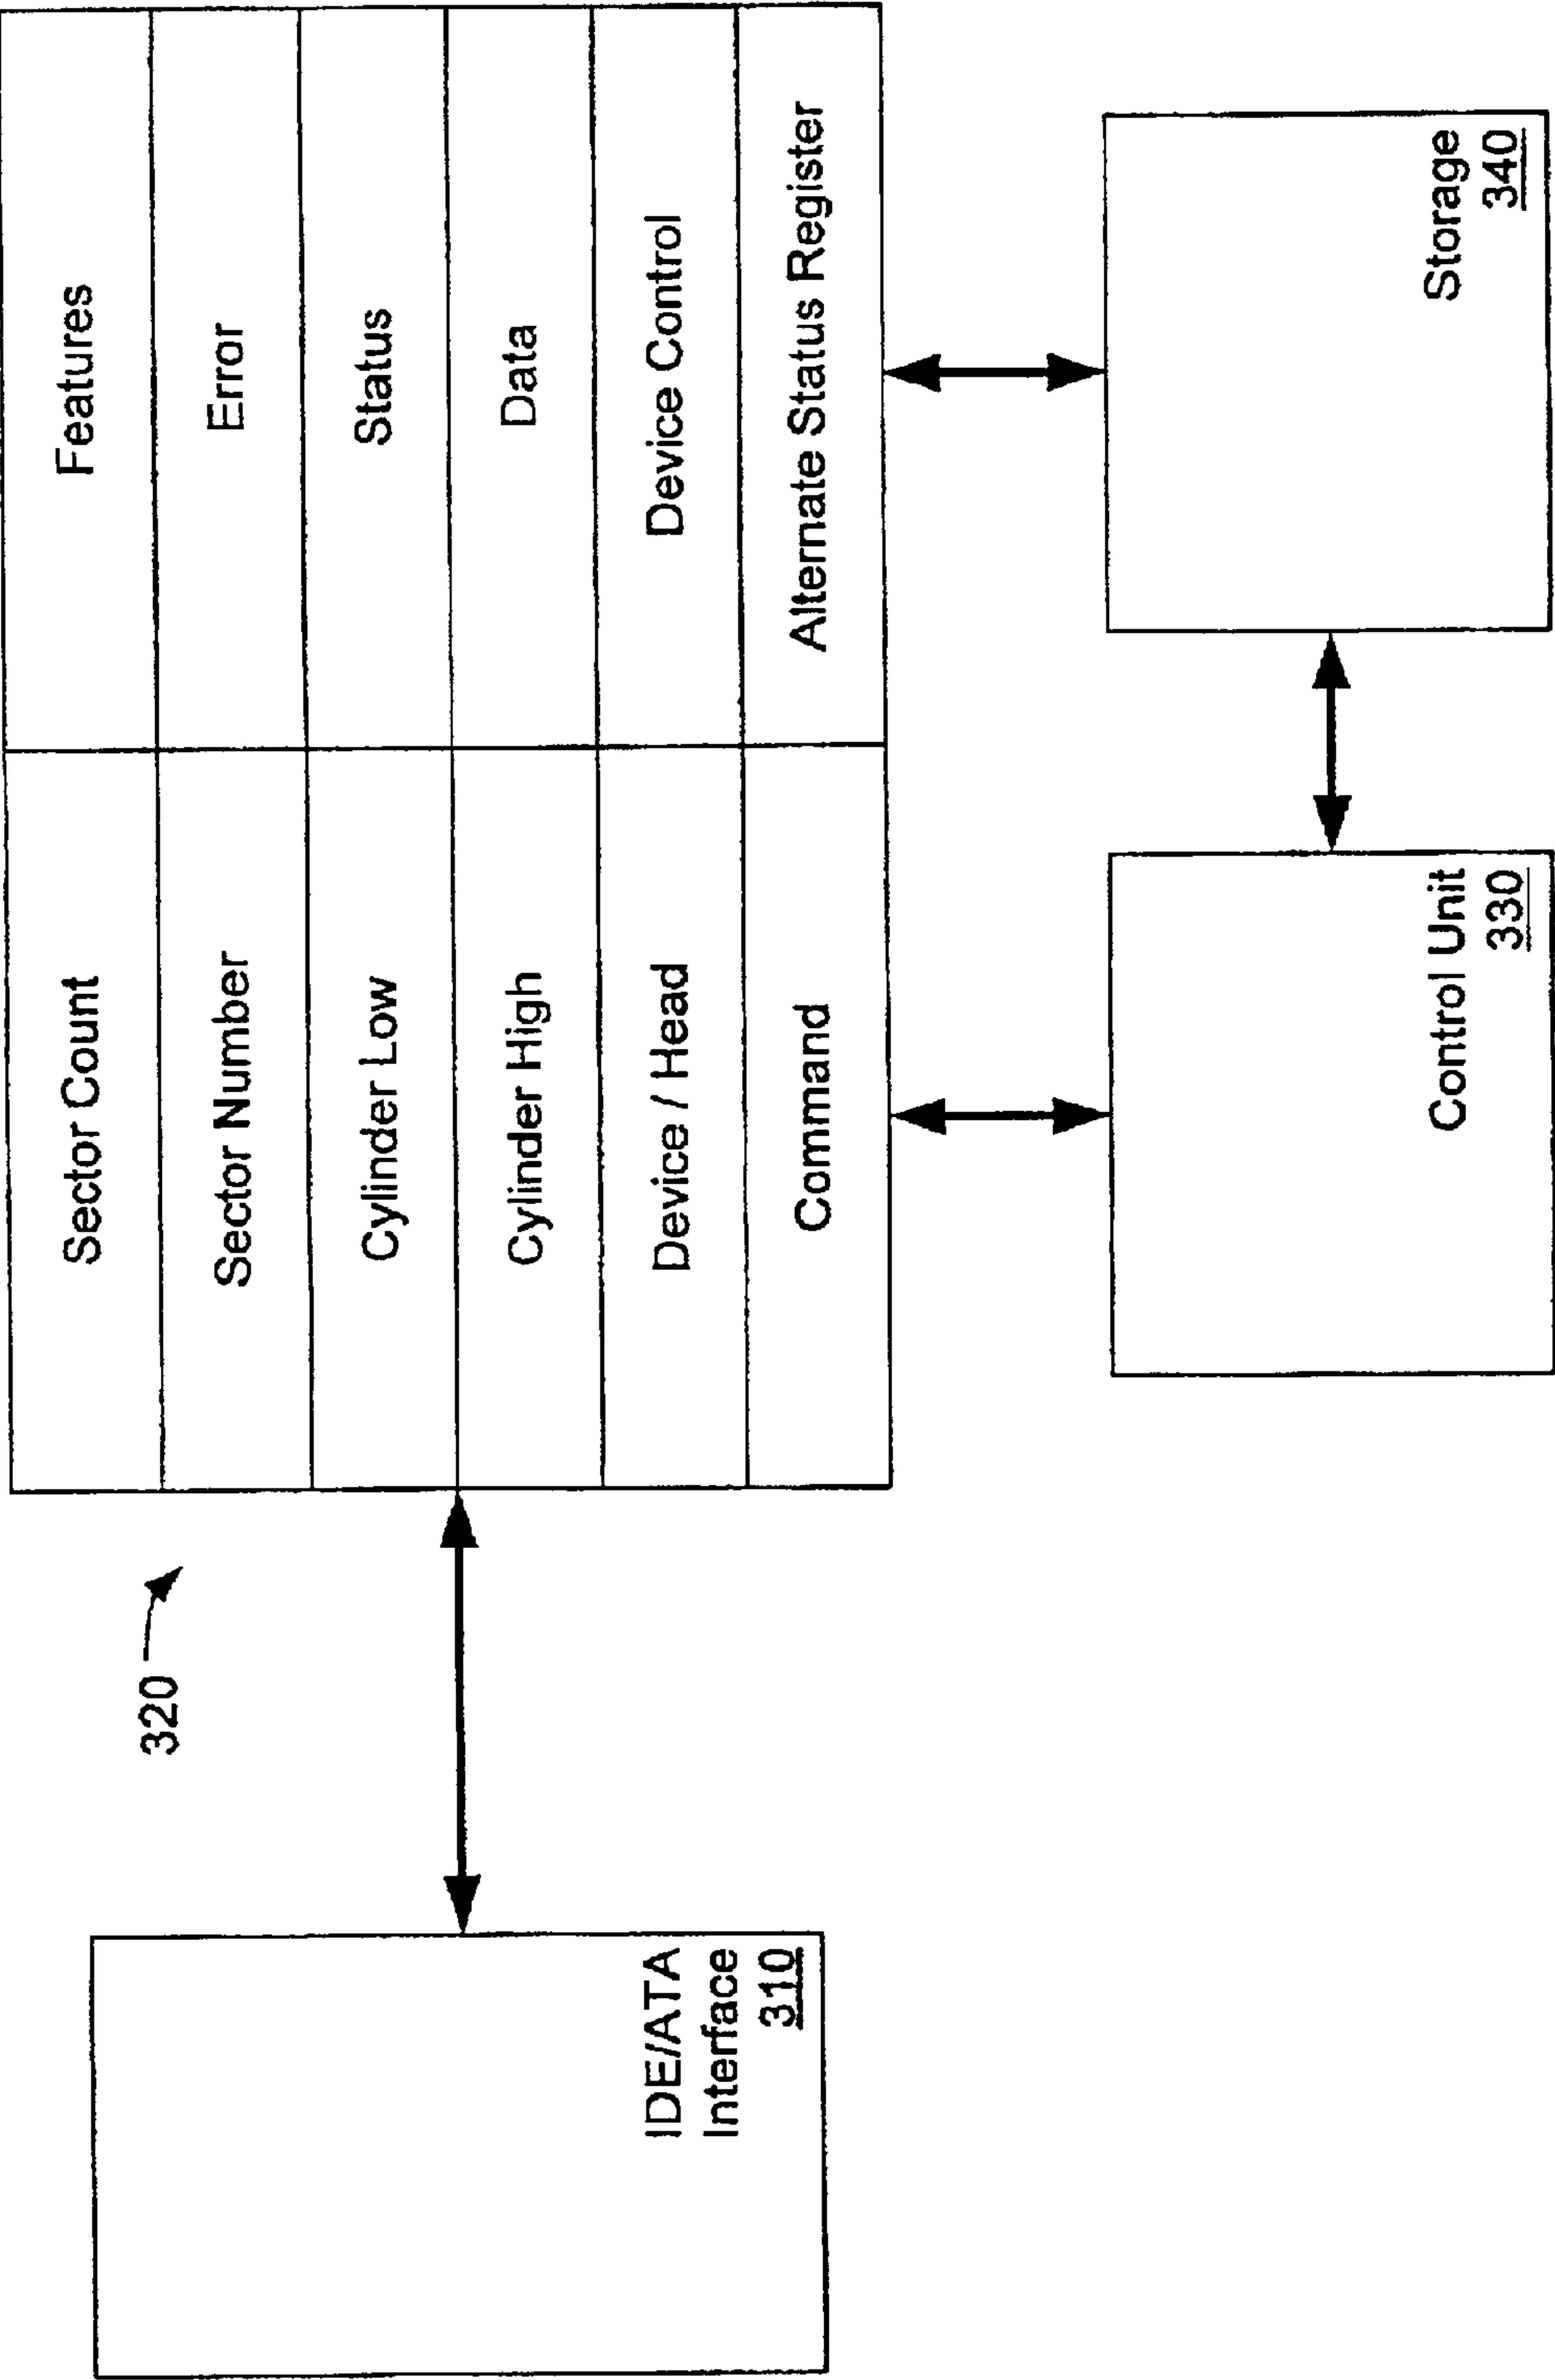 320
Sector Count
Features
Sector Number
Error
Cylinder Low
Status
Cylinder High
Data
Device / Head
Device Control
Command
Alternate Status Register
IDE/ATA
Interface
310
Control Unit
330
Storage
340